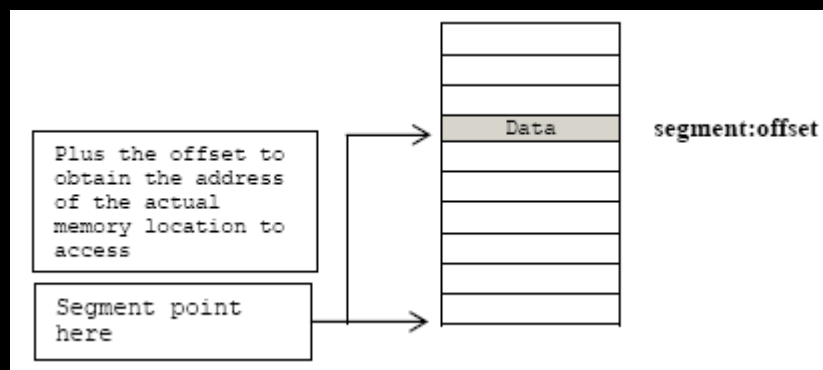 Data
segment:offset
Plus the offset to
obtain the address
of the actual
memory location to
access
Segment point
here